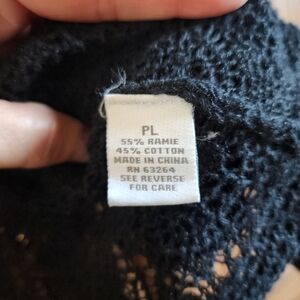 PL
55% RAMIE
45% COTTON
MADE IN CHINA
RN 63264
SEE REVERSE
FOR CARE